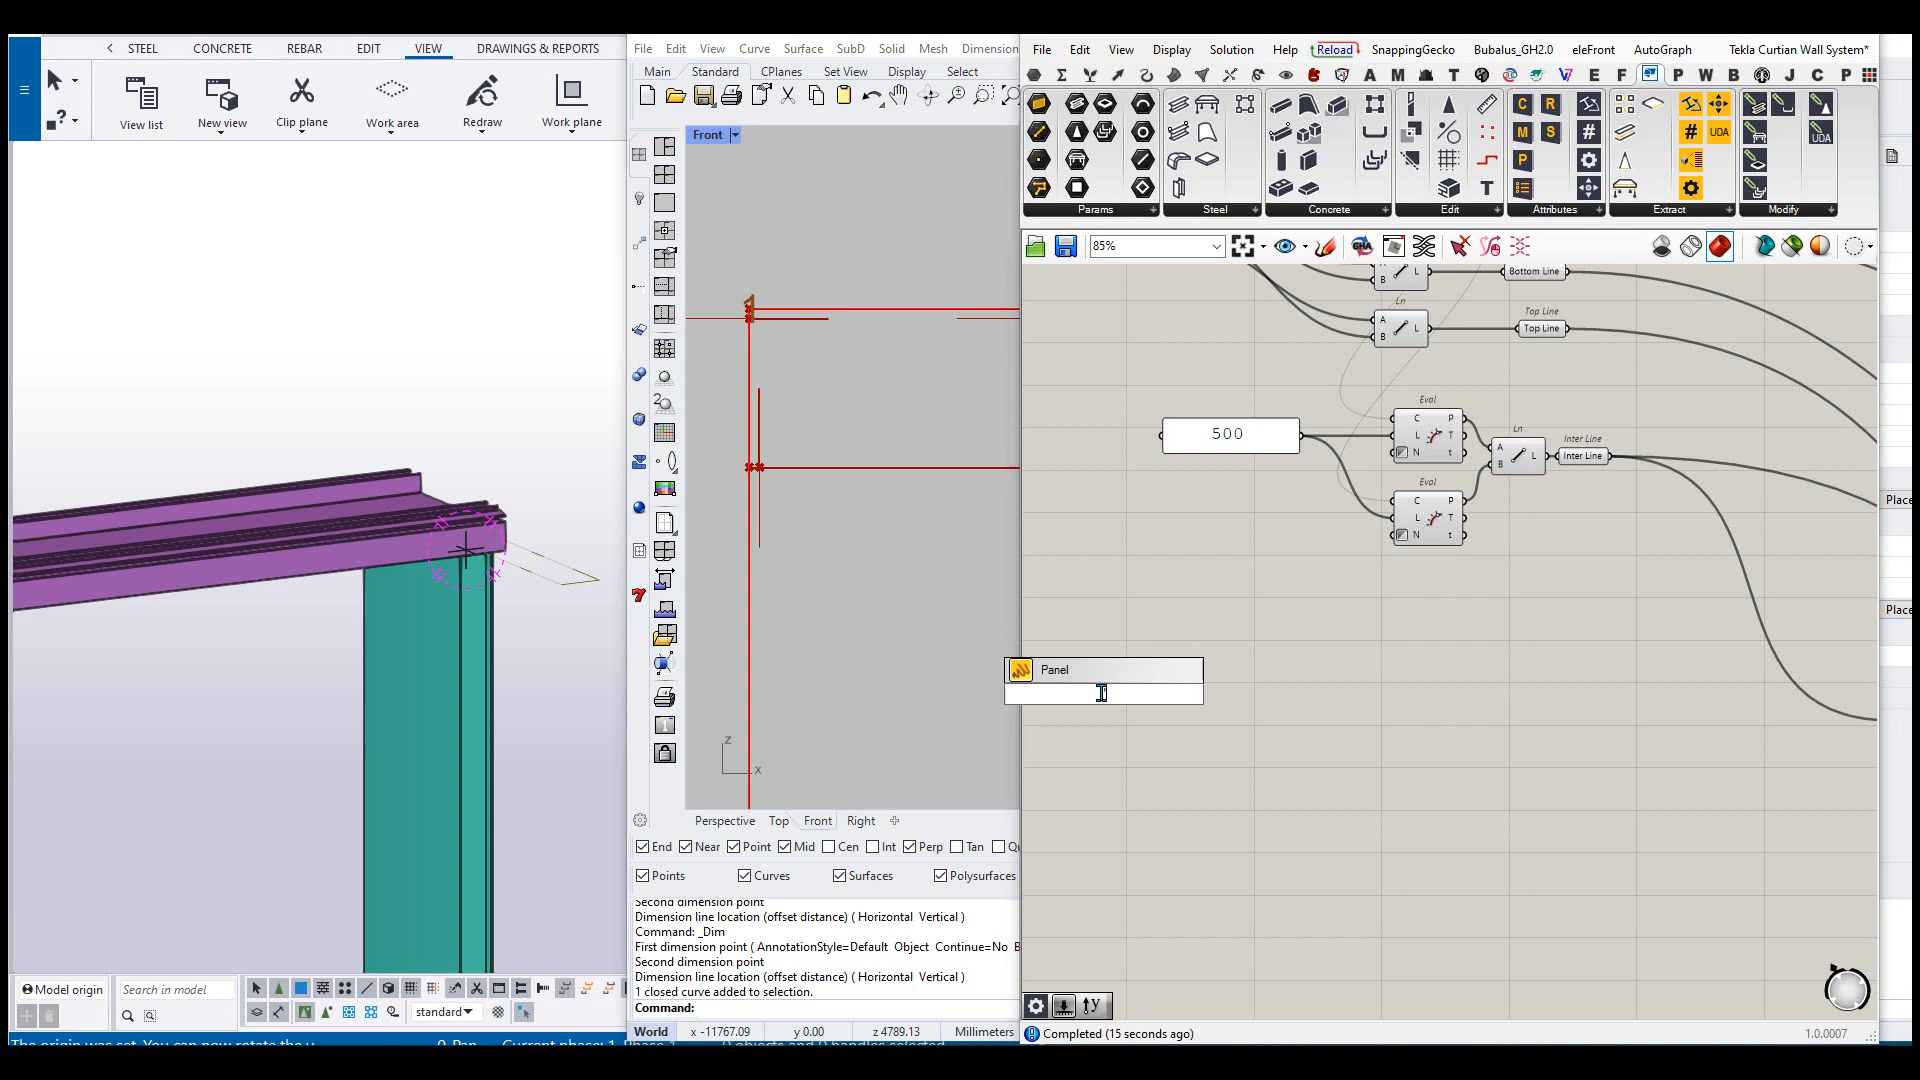 STEEL CONCRETE REBAR EDIT VIEW DRAWINGS & REPORTS
View list New view Clip plane Work area Redraw Work plane
File Edit View Curve Surface SubD Solid Mesh Dimension
Main Standard CPlanes Set View Display Select
Front
File Edit View Display Solution Help Reload SnappingGecko Bubalus_GH2.0 eleFront AutoGraph Tekla Curtian Wall System*
Params Steel Concrete Edit Attributes Extract Modify
C R
M S # # UDA
P UDA
85%
Bottom Line
B L
Ln
A B L
Top Line
Top Line
Eval
C L N P T t
500
Ln
A B L
Inter Line
Inter Line
Eval
C L N P T t
Place
Place
Panel
z
x
Perspective Top Front Right
End Near Point Mid Cen Int Perp Tan
Points Curves Surfaces Polysurfaces
Second dimension point
Dimension line location (offset distance) ( Horizontal Vertical )
Command: _Dim
First dimension point ( AnnotationStyle=Default Object Continue=No B
Second dimension point
Dimension line location (offset distance) ( Horizontal Vertical )
1 closed curve added to selection.
Command:
World x -11767.09 y 0.00 z 4789.13 Millimeters
Model origin Search in model
standard
Completed (15 seconds ago) 1.0.0007